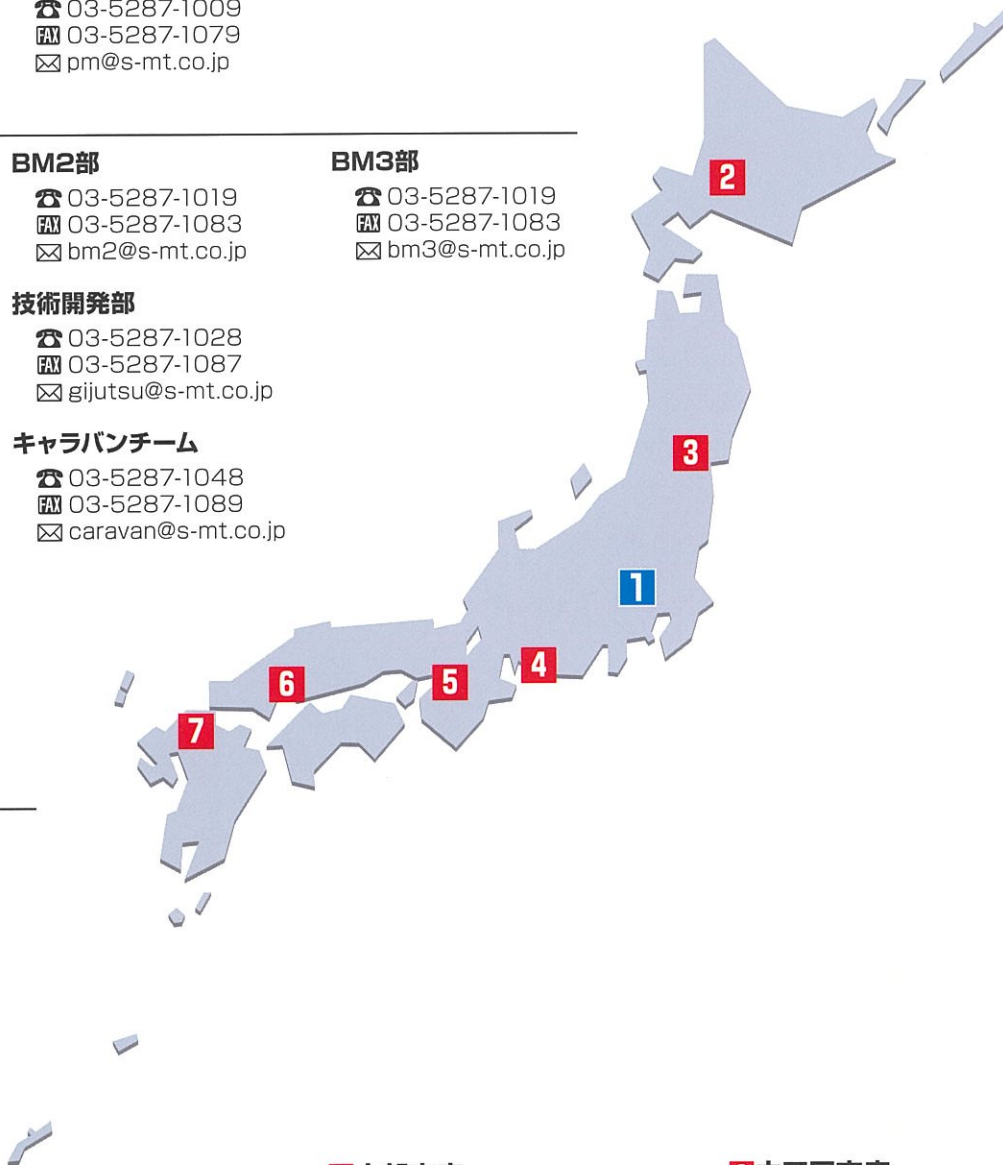 03-5287-1009
FAX 03-5287-1079
pm@s-mt.co.jp
BM2部
03-5287-1019
FAX 03-5287-1083
bm2@s-mt.co.jp
BM3部
03-5287-1019
FAX 03-5287-1083
bm3@s-mt.co.jp
技術開発部
03-5287-1028
FAX 03-5287-1087
gijutsu@s-mt.co.jp
キャラバンチーム
03-5287-1048
FAX 03-5287-1089
caravan@s-mt.co.jp
2
3
1
4
5
6
7